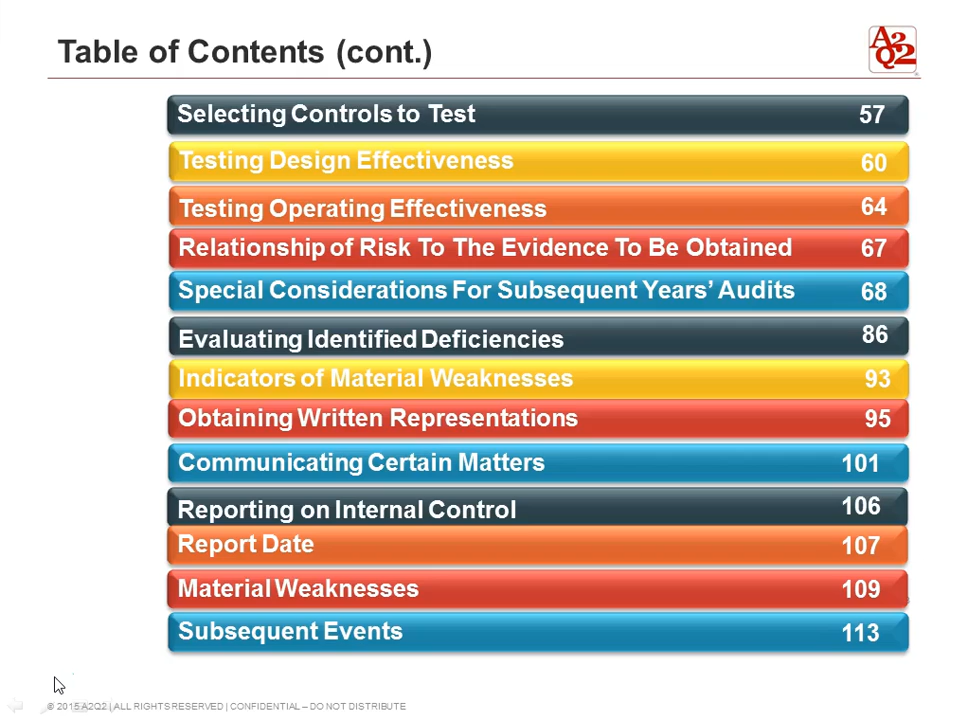 Table of Contents (cont.)
A2
Q2
Selecting Controls to Test 57
Testing Design Effectiveness 60
Testing Operating Effectiveness 64
Relationship of Risk To The Evidence To Be Obtained 67
Special Considerations For Subsequent Years’ Audits 68
Evaluating Identified Deficiencies 86
Indicators of Material Weaknesses 93
Obtaining Written Representations 95
Communicating Certain Matters 101
Reporting on Internal Control 106
Report Date 107
Material Weaknesses 109
Subsequent Events 113
© 2015 A2Q2 | ALL RIGHTS RESERVED | CONFIDENTIAL – DO NOT DISTRIBUTE